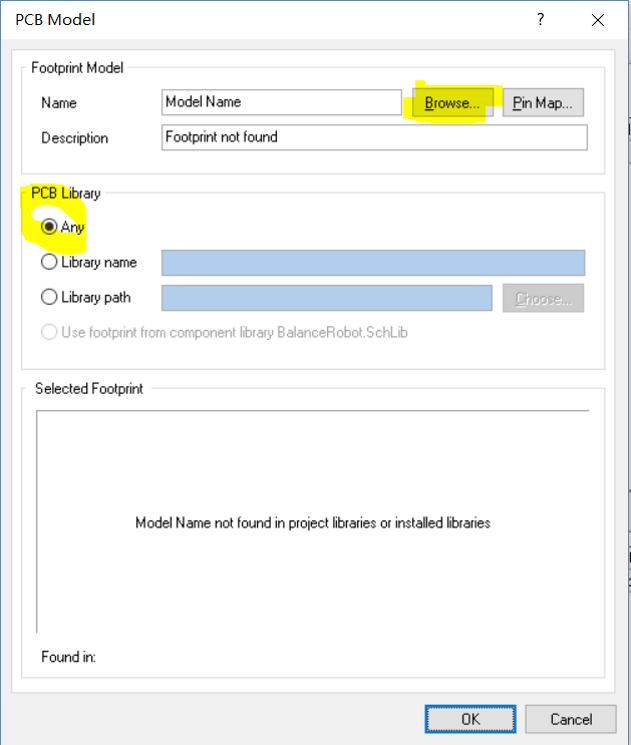 PCB Model
?
Footprint Model
Name Model Name Browse... Pin Map...
Description Footprint not found
PCB Library
Any
Library name
Library path Choose...
Use footprint from component library BalanceRobot.SchLib
Selected Footprint
Model Name not found in project libraries or installed libraries
Found in:
OK Cancel